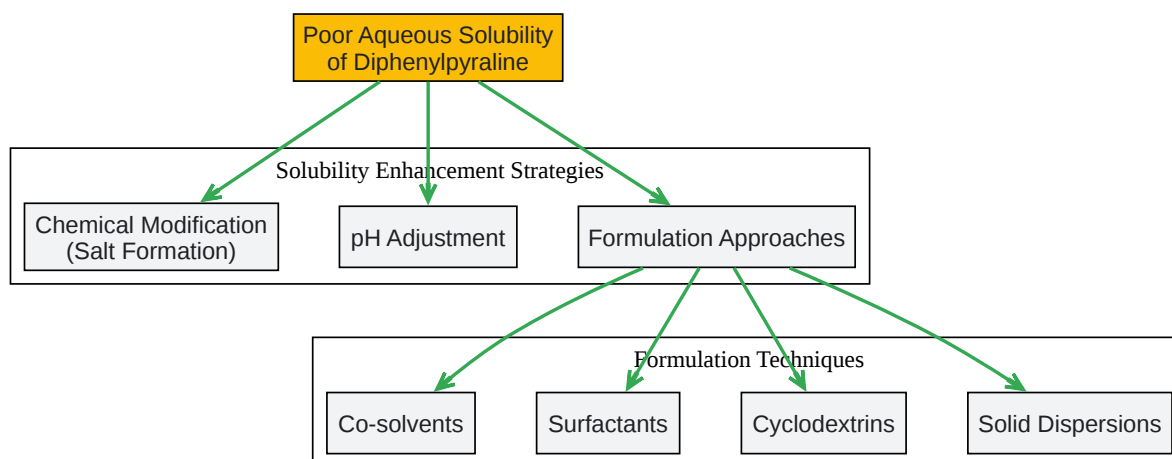 Poor Aqueous Solubility
of Diphenylpyraline
Solubility Enhancement Strategies
Chemical Modification
(Salt Formation)
pH Adjustment
Formulation Approaches
Formulation Techniques
Co-solvents
Surfactants
Cyclodextrins
Solid Dispersions